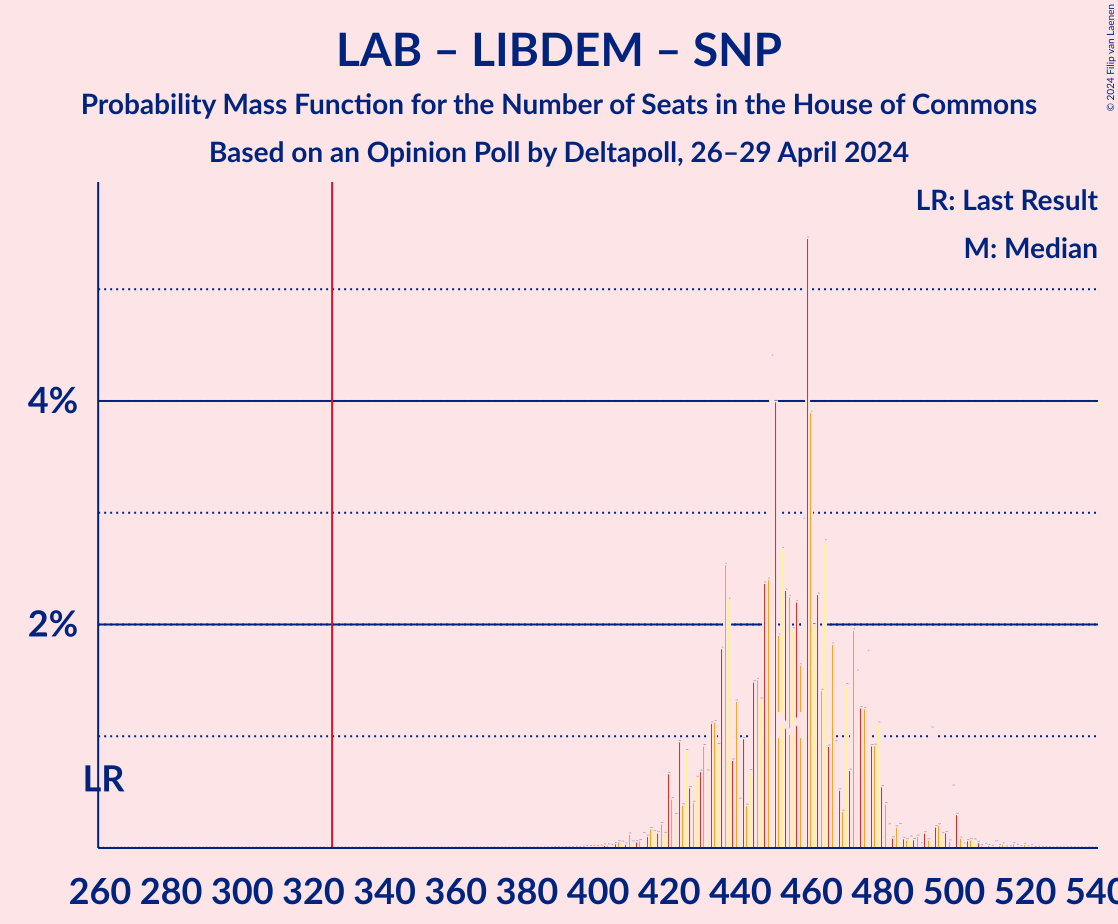 LAB – LIBDEM – SNP
Probability Mass Function for the Number of Seats in the House of Commons
Based on an Opinion Poll by Deltapoll, 26–29 April 2024
© 2024 Filip van Laenen
LR: Last Result
M: Median
4%
2%
LR
260 280 300 320 340 360 380 400 420 440 460 480 500 520 540